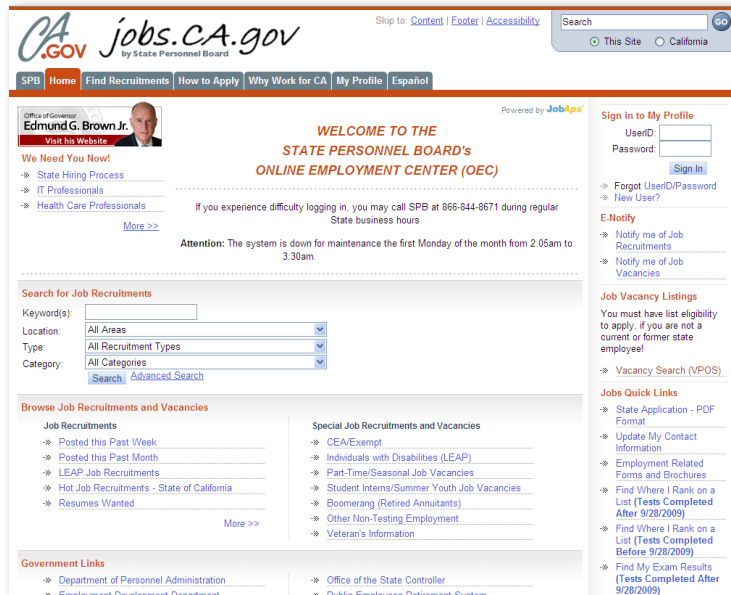 Skip to: Content | Footer | Accessibility
Search
GO
This Site
California
CA
.GOV
jobs.CA.gov
by State Personnel Board
SPB
Home
Find Recruitments
How to Apply
Why Work for CA
My Profile
Español
Office of Governor
Edmund G. Brown Jr.
Visit his Website
We Need You Now!
State Hiring Process
IT Professionals
Health Care Professionals
More >>
Powered by JobAps
WELCOME TO THE
STATE PERSONNEL BOARD's
ONLINE EMPLOYMENT CENTER (OEC)
If you experience difficulty logging in, you may call SPB at 866-844-8671 during regular
State business hours.
Attention: The system is down for maintenance the first Monday of the month from 2:05am to
3:30am.
Search for Job Recruitments
Keyword(s):
Location: All Areas
Type: All Recruitment Types
Category: All Categories
Search
Advanced Search
Browse Job Recruitments and Vacancies
Job Recruitments
Posted this Past Week
Posted this Past Month
LEAP Job Recruitments
Hot Job Recruitments - State of California
Resumes Wanted
More >>
Special Job Recruitments and Vacancies
CEA/Exempt
Individuals with Disabilities (LEAP)
Part-Time/Seasonal Job Vacancies
Student Interns/Summer Youth Job Vacancies
Boomerang (Retired Annuitants)
Other Non-Testing Employment
Veteran's Information
Government Links
Department of Personnel Administration
Employment Development Department
Office of the State Controller
Public Employees Retirement System
Sign in to My Profile
UserID:
Password:
Sign In
Forgot UserID/Password
New User?
E-Notify
Notify me of Job
Recruitments
Notify me of Job
Vacancies
Job Vacancy Listings
You must have list eligibility
to apply, if you are not a
current or former state
employee!
Vacancy Search (VPOS)
Jobs Quick Links
State Application - PDF
Format
Update My Contact
Information
Employment Related
Forms and Brochures
Find Where I Rank on a
List (Tests Completed
After 9/28/2009)
Find Where I Rank on a
List (Tests Completed
Before 9/28/2009)
Find My Exam Results
(Tests Completed After
9/28/2009)